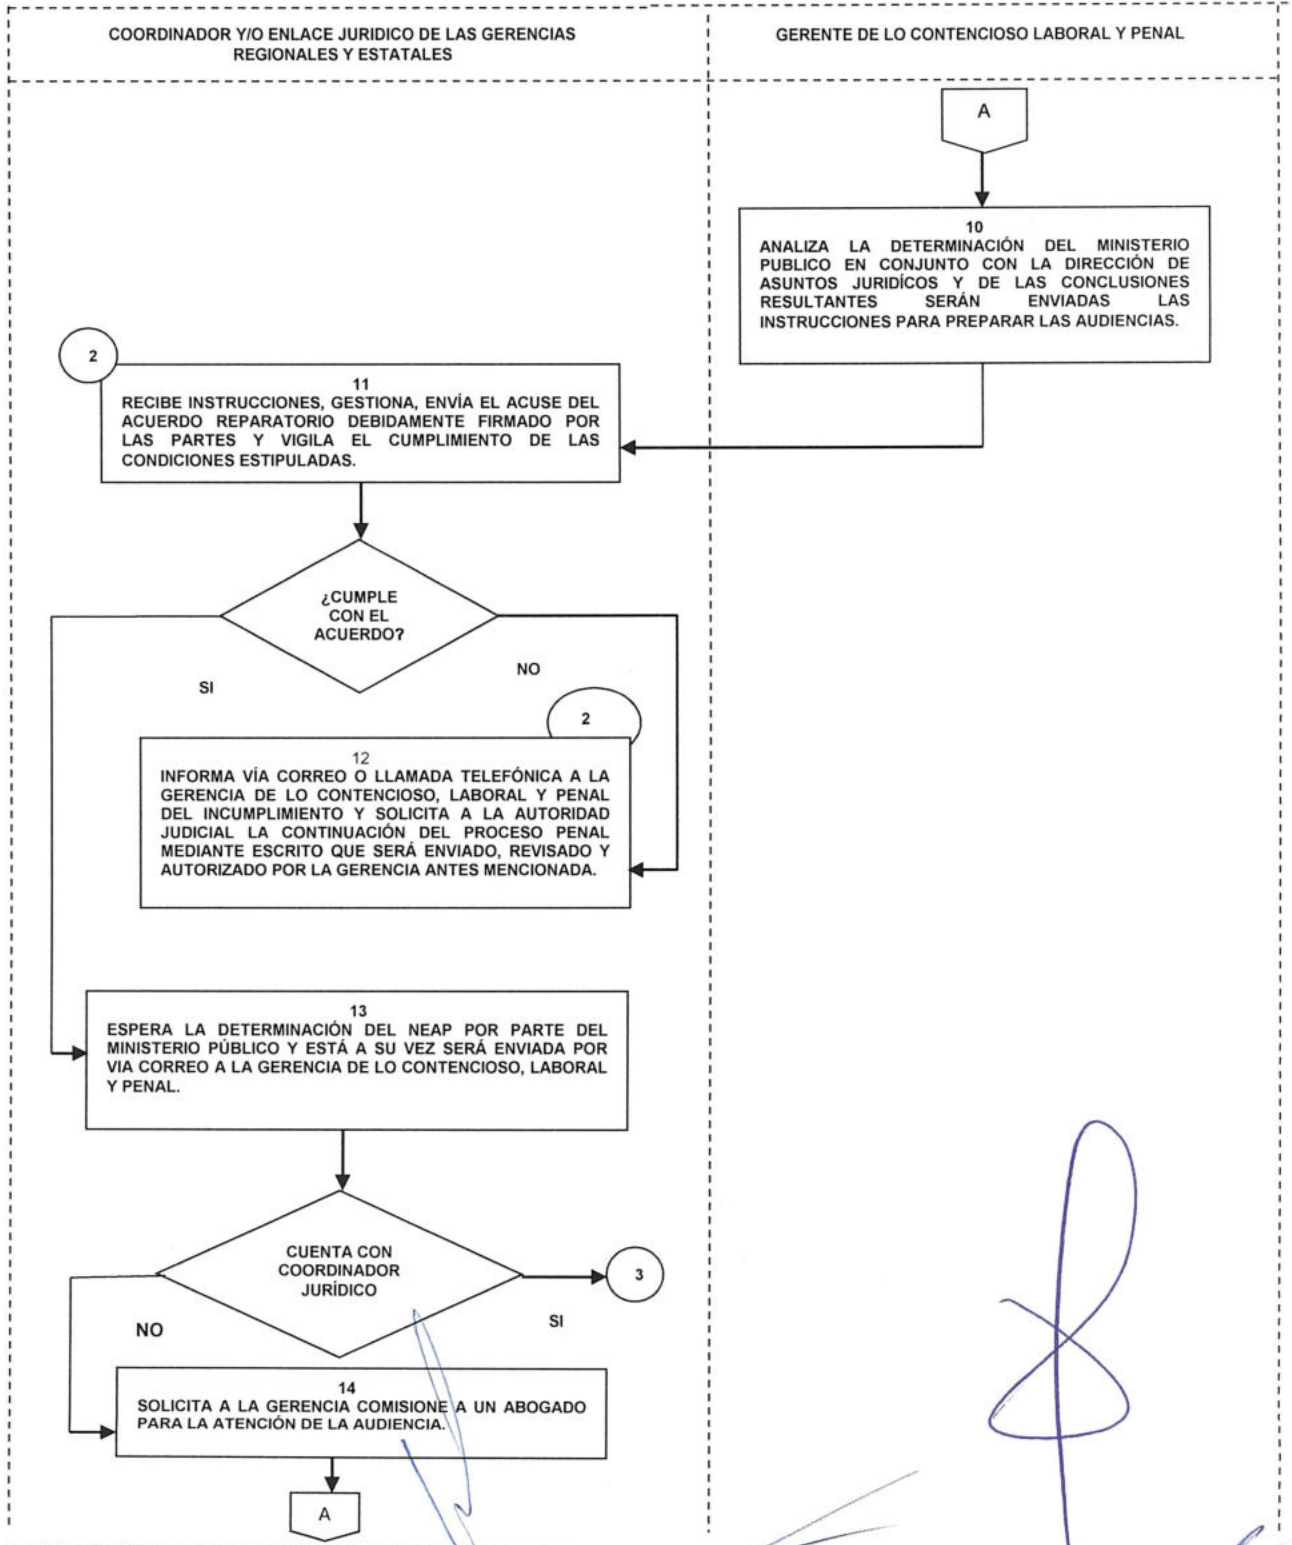 COORDINADOR Y/O ENLACE JURIDICO DE LAS GERENCIAS
REGIONALES Y ESTATALES
GERENTE DE LO CONTENCIOSO LABORAL Y PENAL
A
10
ANALIZA LA DETERMINACIÓN DEL MINISTERIO
PUBLICO EN CONJUNTO CON LA DIRECCIÓN DE
ASUNTOS JURIDÍCOS Y DE LAS CONCLUSIONES
RESULTANTES SERÁN ENVIADAS LAS
INSTRUCCIONES PARA PREPARAR LAS AUDIENCIAS.
2
11
RECIBE INSTRUCCIONES, GESTIONA, ENVÍA EL ACUSE DEL
ACUERDO REPARATORIO DEBIDAMENTE FIRMADO POR
LAS PARTES Y VIGILA EL CUMPLIMIENTO DE LAS
CONDICIONES ESTIPULADAS.
¿CUMPLE
CON EL
ACUERDO?
SI
NO
2
12
INFORMA VÍA CORREO O LLAMADA TELEFÓNICA A LA
GERENCIA DE LO CONTENCIOSO, LABORAL Y PENAL
DEL INCUMPLIMIENTO Y SOLICITA A LA AUTORIDAD
JUDICIAL LA CONTINUACIÓN DEL PROCESO PENAL
MEDIANTE ESCRITO QUE SERÁ ENVIADO, REVISADO Y
AUTORIZADO POR LA GERENCIA ANTES MENCIONADA.
13
ESPERA LA DETERMINACIÓN DEL NEAP POR PARTE DEL
MINISTERIO PÚBLICO Y ESTÁ A SU VEZ SERÁ ENVIADA POR
VIA CORREO A LA GERENCIA DE LO CONTENCIOSO, LABORAL
Y PENAL.
CUENTA CON
COORDINADOR
JURÍDICO
3
NO
SI
14
SOLICITA A LA GERENCIA COMISIONE A UN ABOGADO
PARA LA ATENCIÓN DE LA AUDIENCIA.
A